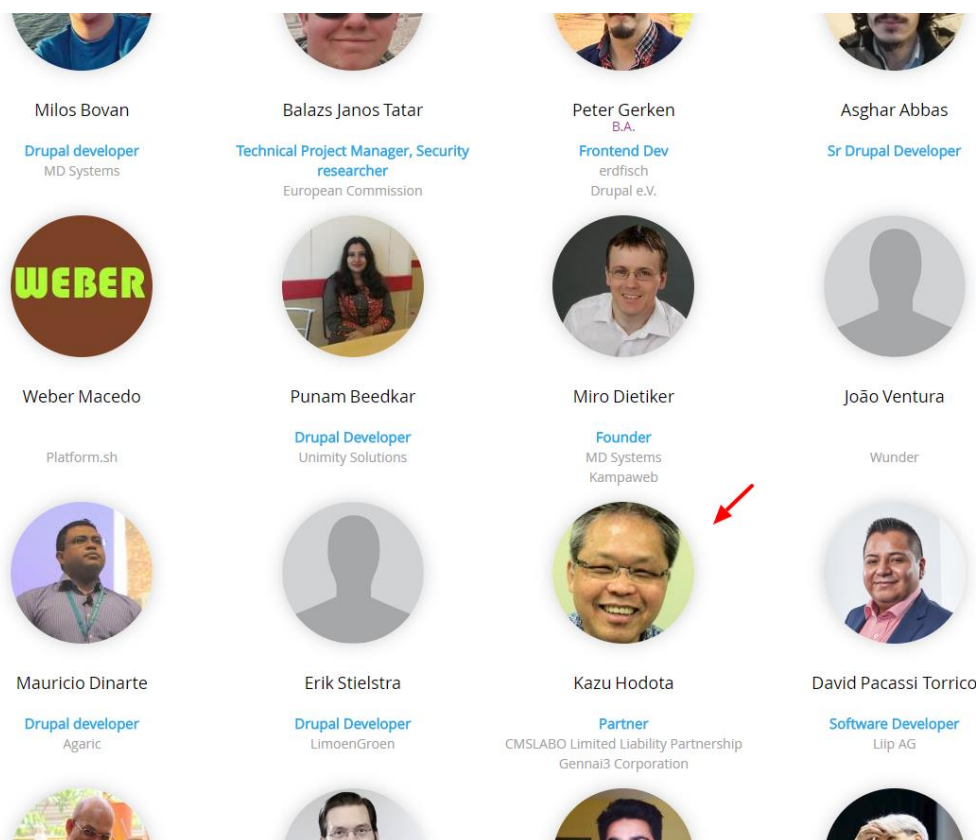 Milos Bovan
Balazs Janos Tatar
Peter Gerken
Asghar Abbas
B.A.
Drupal developer
Technical Project Manager, Security
researcher
Frontend Dev
Sr Drupal Developer
MD Systems
European Commission
erdfisch
Drupal e.V.
WEBER
Weber Macedo
Punam Beedkar
Miro Dietiker
João Ventura
Drupal Developer
Founder
Platform.sh
Unimity Solutions
MD Systems
Kampaweb
Wunder
Mauricio Dinarte
Erik Stielstra
Kazu Hodota
David Pacassi Torrico
Drupal developer
Drupal Developer
Partner
Software Developer
Agaric
LimoenGroen
CMSLABO Limited Liability Partnership
Gennai3 Corporation
Liip AG